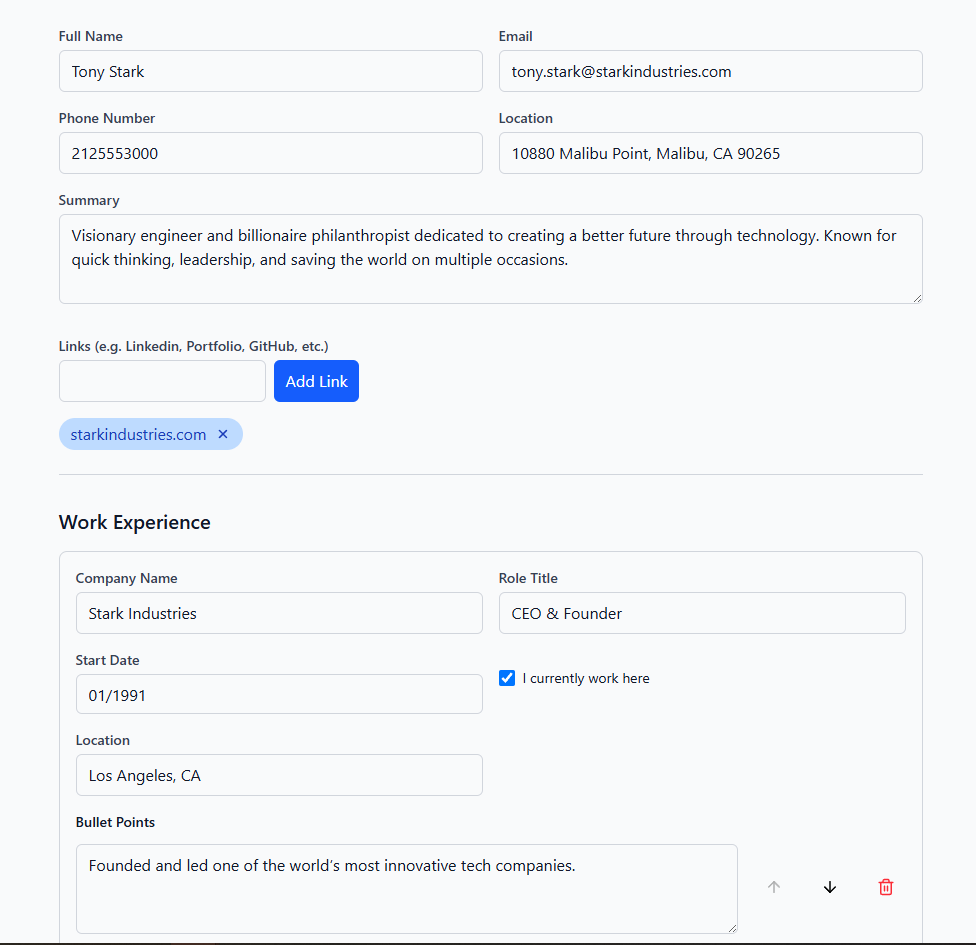 Full Name
Email
Tony Stark
tony.stark@starkindustries.com
Phone Number
Location
2125553000
10880 Malibu Point, Malibu, CA 90265
Summary
Visionary engineer and billionaire philanthropist dedicated to creating a better future through technology. Known for
quick thinking, leadership, and saving the world on multiple occasions.
Links (e.g. Linkedin, Portfolio, GitHub, etc.)
Add Link
starkindustries.com ✕
Work Experience
Company Name
Role Title
Stark Industries
CEO & Founder
Start Date
I currently work here
01/1991
Location
Los Angeles, CA
Bullet Points
Founded and led one of the world's most innovative tech companies.